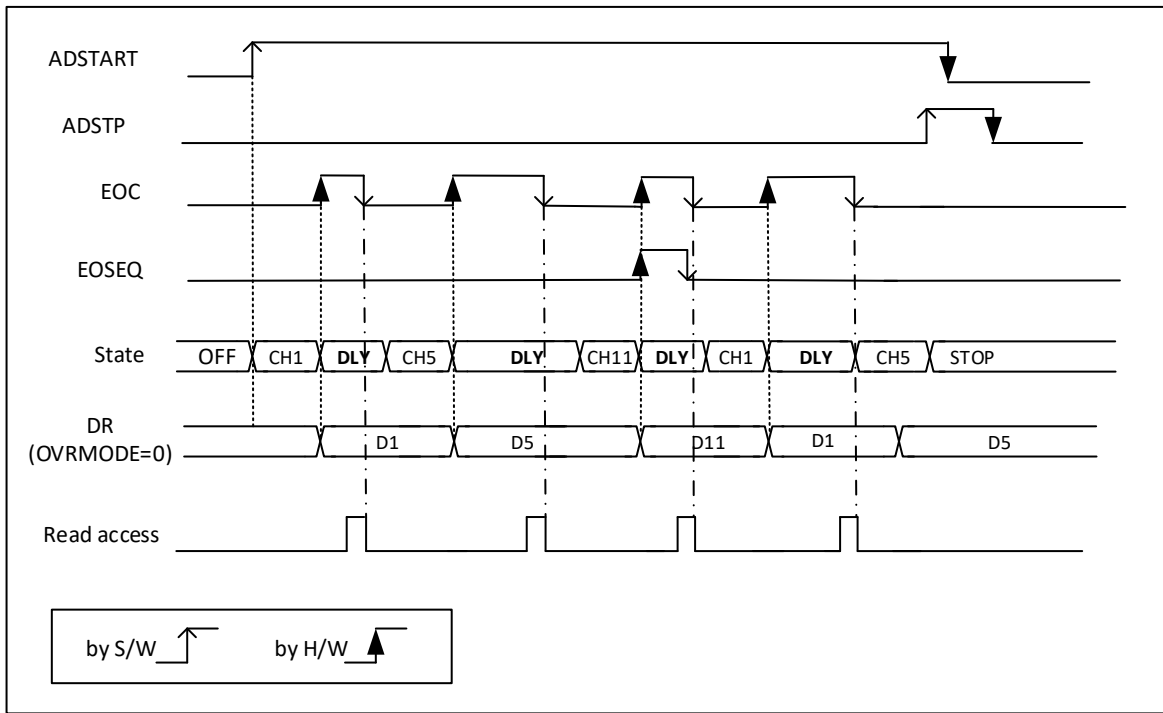 ADSTART
ADSTP
EOC
EOSEQ
State OFF CH1 DLY CH5 DLY CH11 DLY CH1 DLY CH5 STOP
DR
(OVRMODE=0) D1 D5 D11 D1 D5
Read access
by S/W by H/W